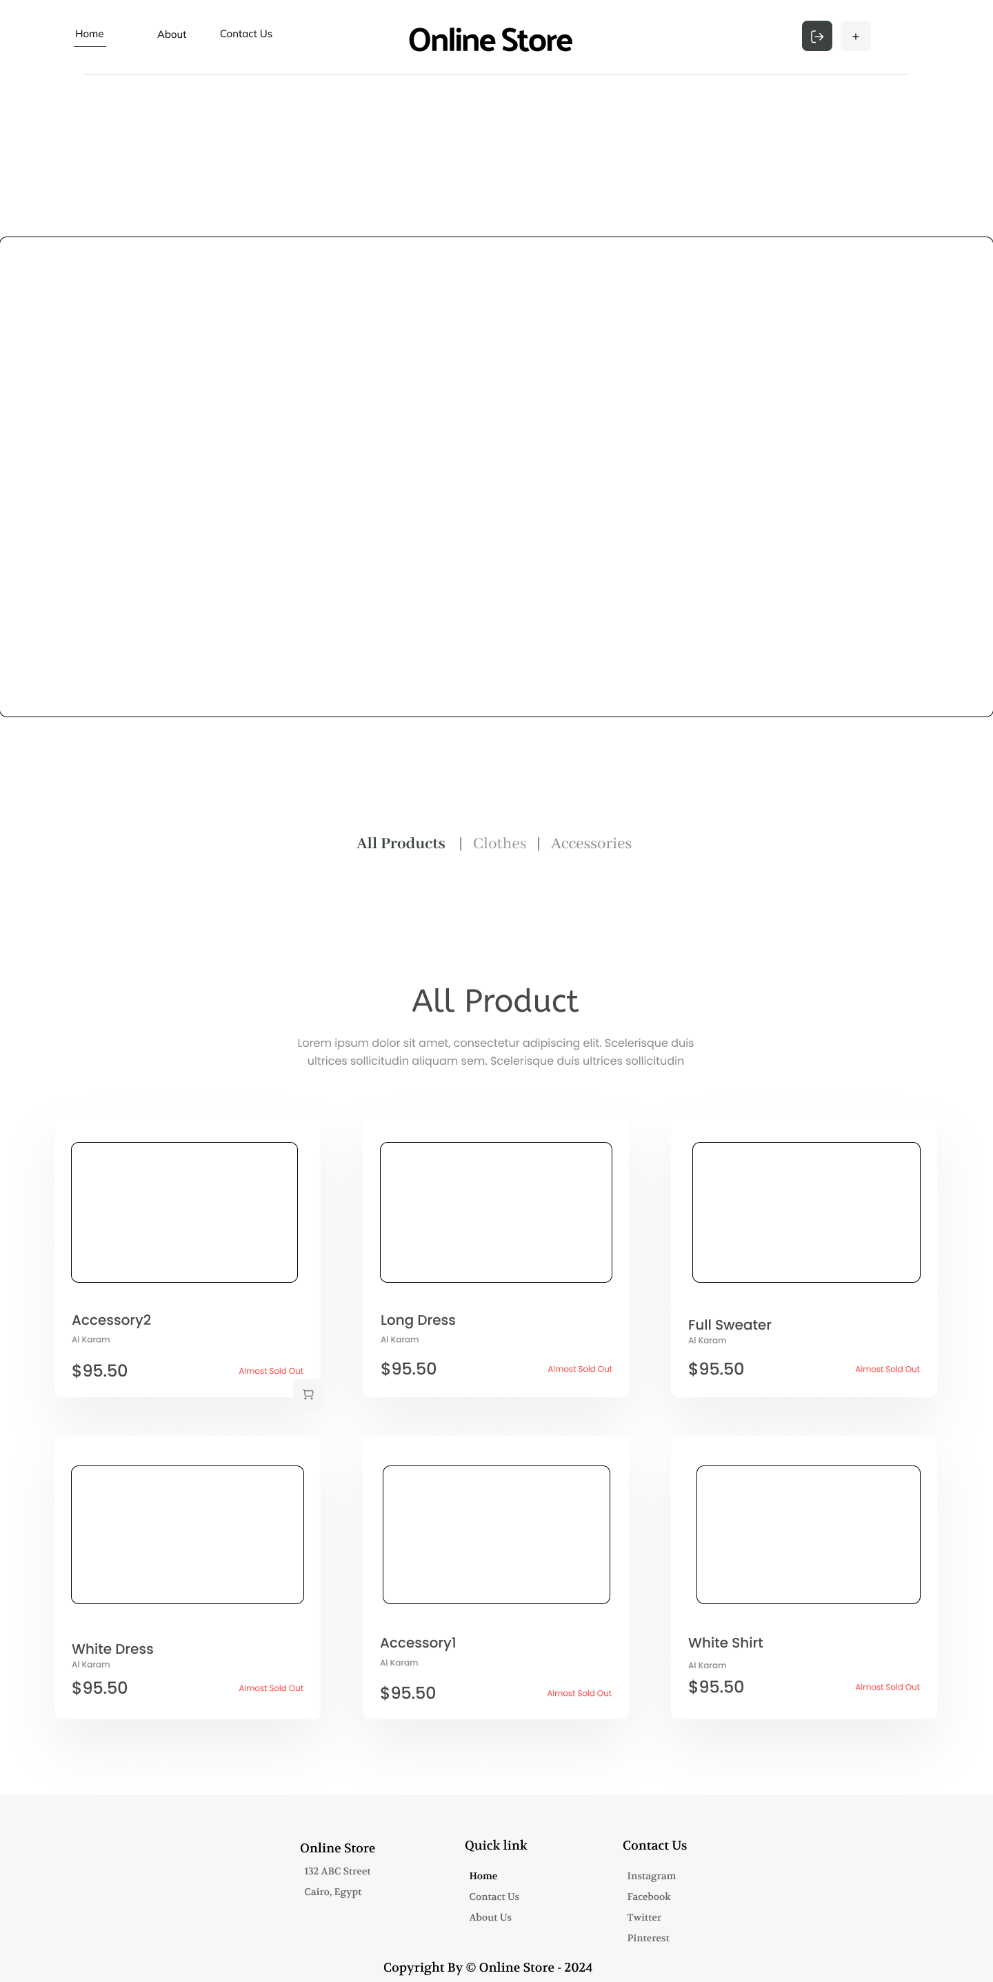 Home
About
Contact Us
Online Store
+
All Products | Clothes | Accessories
All Product
Lorem ipsum dolor sit amet, consectetur adipiscing elit. Scelerisque duis
ultrices sollicitudin aliquam sem. Scelerisque duis ultrices sollicitudin
Accessory2
Al Karam
$95.50
Almost Sold Out
Long Dress
Al Karam
$95.50
Almost Sold Out
Full Sweater
Al Karam
$95.50
Almost Sold Out
White Dress
Al Karam
$95.50
Almost Sold Out
Accessory1
Al Karam
$95.50
Almost Sold Out
White Shirt
Al Karam
$95.50
Almost Sold Out
Online Store
132 ABC Street
Cairo, Egypt
Quick link
Home
Contact Us
About Us
Contact Us
Instagram
Facebook
Twitter
Pinterest
Copyright By © Online Store - 2024